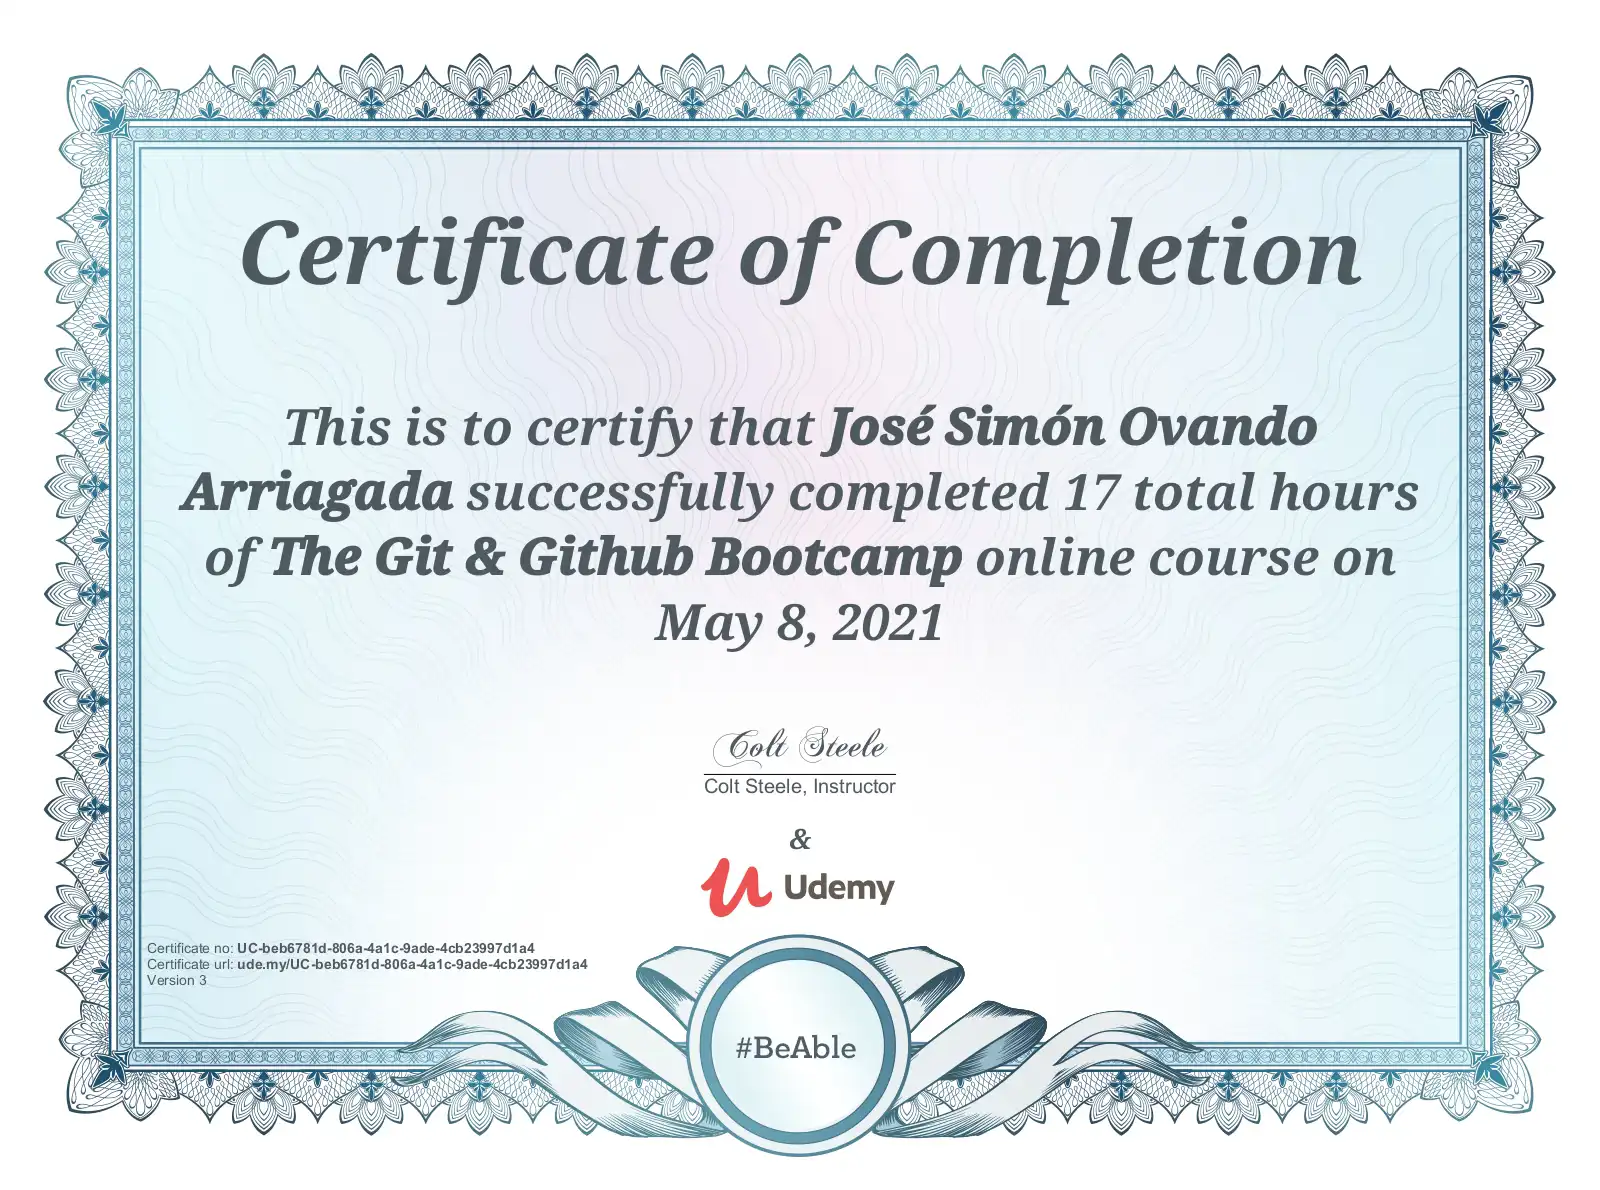 Certificate of Completion
This is to certify that José Simón Ovando
Arriagada successfully completed 17 total hours
of The Git & Github Bootcamp online course on
May 8, 2021
Colt Steele
Colt Steele, Instructor
&
Udemy
Certificate no: UC-beb6781d-806a-4a1c-9ade-4cb23997d1a4
Certificate url: ude.my/UC-beb6781d-806a-4a1c-9ade-4cb23997d1a4
Version 3
#BeAble